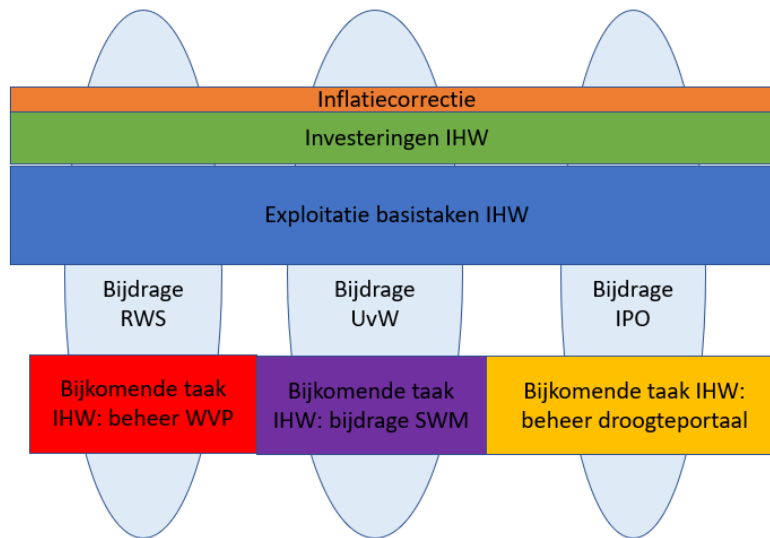 Inflatiecorrectie
Investeringen IHW
Exploitatie basistaken IHW
Bijdrage
RWS
Bijdrage
UvW
Bijdrage
IPO
Bijkomende taak
IHW: beheer WVP
Bijkomende taak
IHW: bijdrage SWM
Bijkomende taak IHW:
beheer droogteportaal